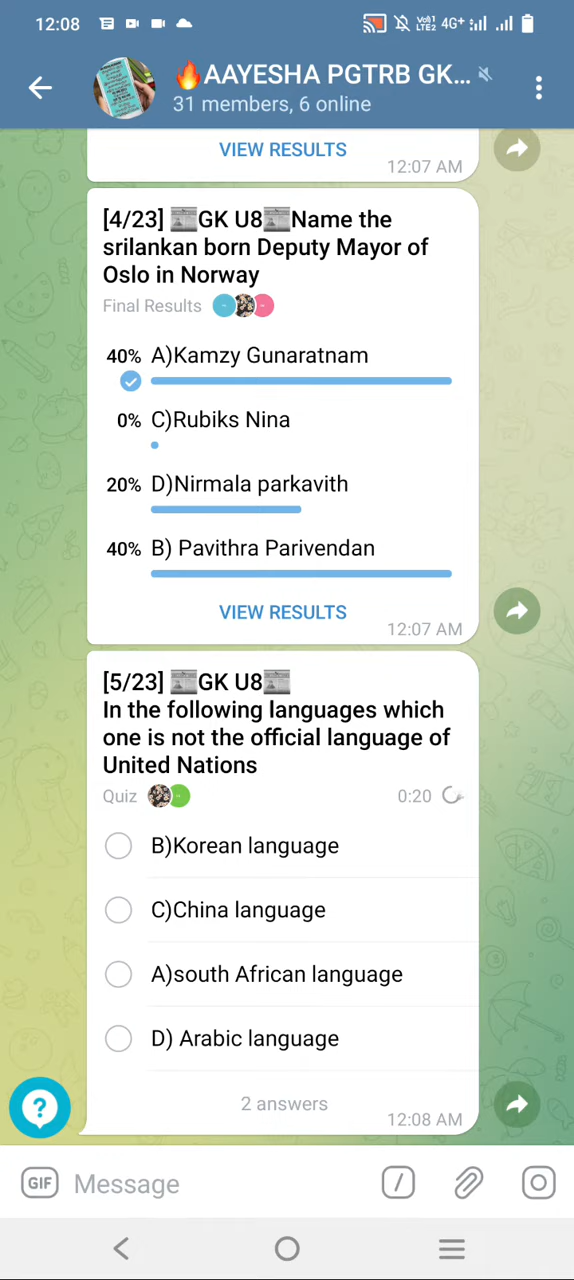 12:08
Vo) LTE2 4G+
🔥AAYESHA PGTRB GK...
31 members, 6 online
VIEW RESULTS
12:07 AM
[4/23] GK U8 Name the
srilankan born Deputy Mayor of
Oslo in Norway
Final Results
40% A)Kamzy Gunaratnam
0% C)Rubiks Nina
20% D)Nirmala parkavith
40% B) Pavithra Parivendan
VIEW RESULTS
12:07 AM
[5/23] GK U8
In the following languages which
one is not the official language of
United Nations
Quiz 0:20
B)Korean language
C)China language
A)south African language
D) Arabic language
2 answers
12:08 AM
?
GIF Message /